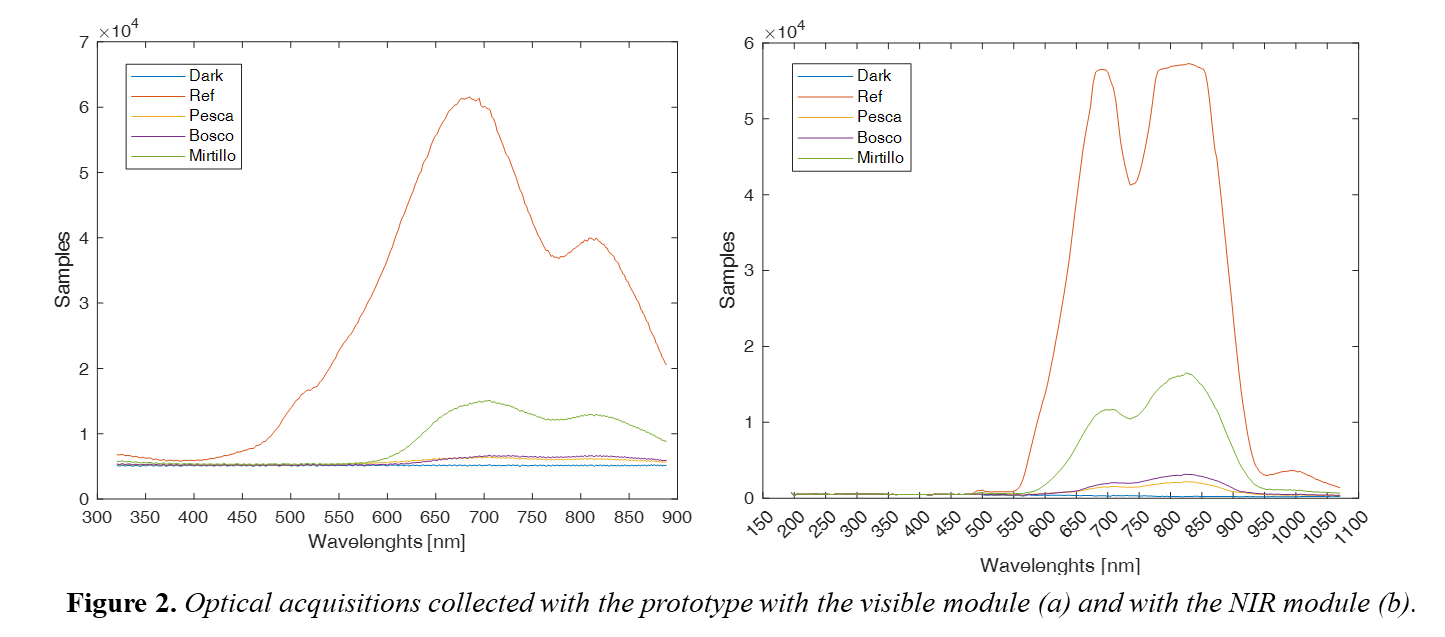 ×10⁴
7
6
5
4
3
2
1
0
Samples
Dark
Ref
Pesca
Bosco
Mirtillo
300 350 400 450 500 550 600 650 700 750 800 850 900
Wavelenghts [nm]
×10⁴
6
5
4
3
2
1
0
Samples
Dark
Ref
Pesca
Bosco
Mirtillo
150 200 250 300 350 400 450 500 550 600 650 700 750 800 850 900 950 1000 1050 1100
Wavelenghts [nm]
Figure 2. Optical acquisitions collected with the prototype with the visible module (a) and with the NIR module (b).